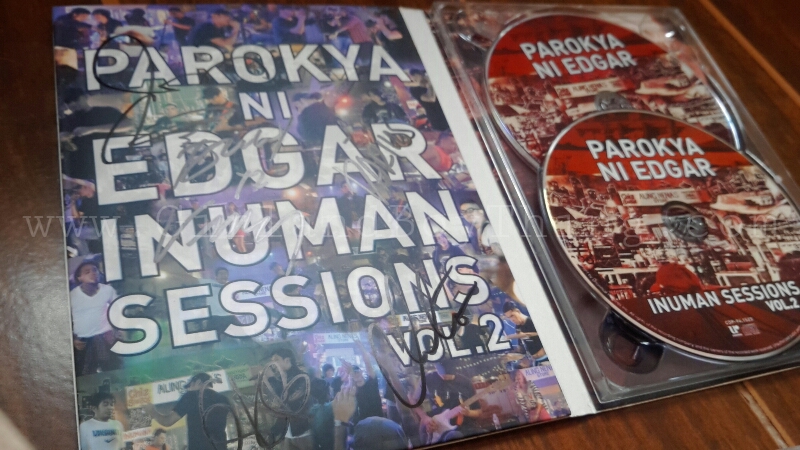 PAROKYA
NI
EDGAR
INUMAN
SESSIONS
VOL.2
PAROKYA
NI EDGAR
PAROKYA
NI EDGAR
INUMAN SESSIONS
VOL.2